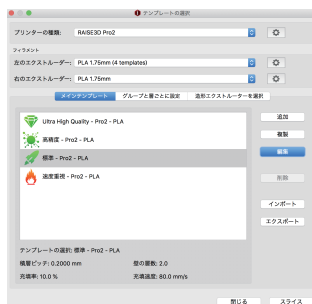 テンプレートの選択
プリンターの種類: RAISE3D Pro2
フィラメント
左のエクストルーダー: PLA 1.75mm (4 templates)
右のエクストルーダー: PLA 1.75mm
メインテンプレート グループと層ごとに設定 造形エクストルーダーを選択
Ultra High Quality - Pro2 - PLA
高精度 - Pro2 - PLA
標準 - Pro2 - PLA
速度重視 - Pro2 - PLA
追加
複製
編集
削除
インポート
エクスポート
テンプレートの選択: 標準 - Pro2 - PLA
積層ピッチ: 0.2000 mm 壁の層数: 2.0
充填率: 10.0 % 充填速度: 80.0 mm/s
閉じる スライス